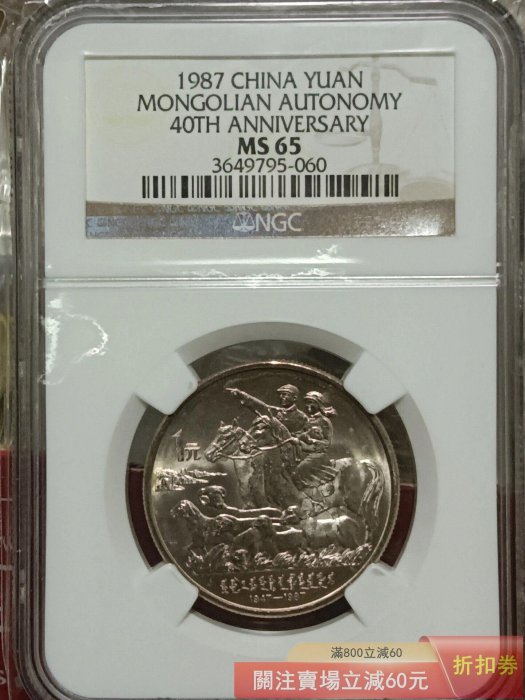 1987 CHINA YUAN
MONGOLIAN AUTONOMY
40TH ANNIVERSARY
MS 65
3649795-060
NGC
1元
1947—1987
滿800立減60
關注賣場立減60元
折扣券